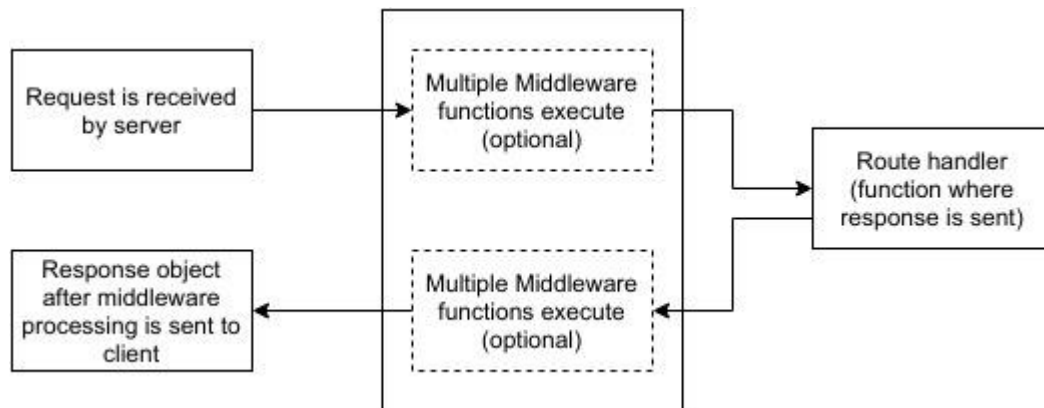 Request is received
by server
Multiple Middleware
functions execute
(optional)
Route handler
(function where
response is sent)
Response object
after middleware
processing is sent to
client
Multiple Middleware
functions execute
(optional)